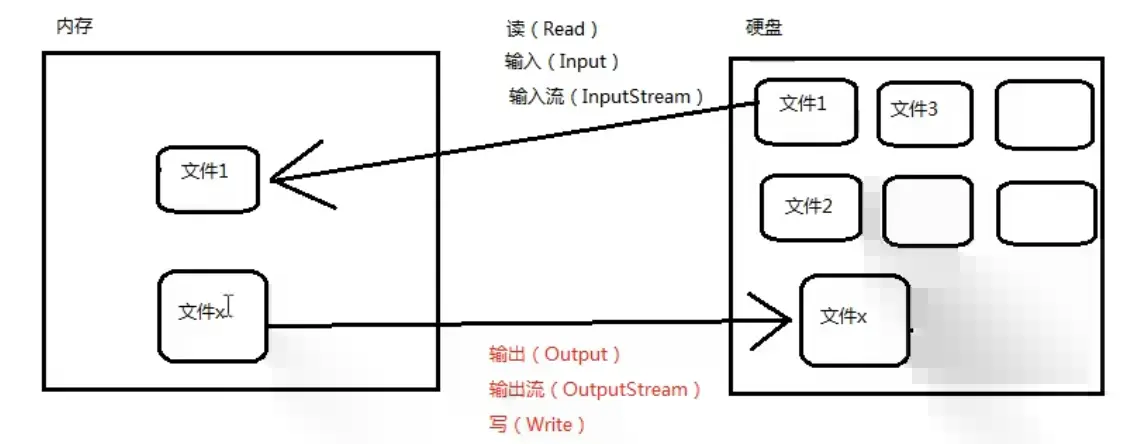 内存
读（Read）
输入（Input）
输入流（InputStream）
硬盘
文件1
文件3
文件1
文件2
文件x
文件x
输出（Output）
输出流（OutputStream）
写（Write）